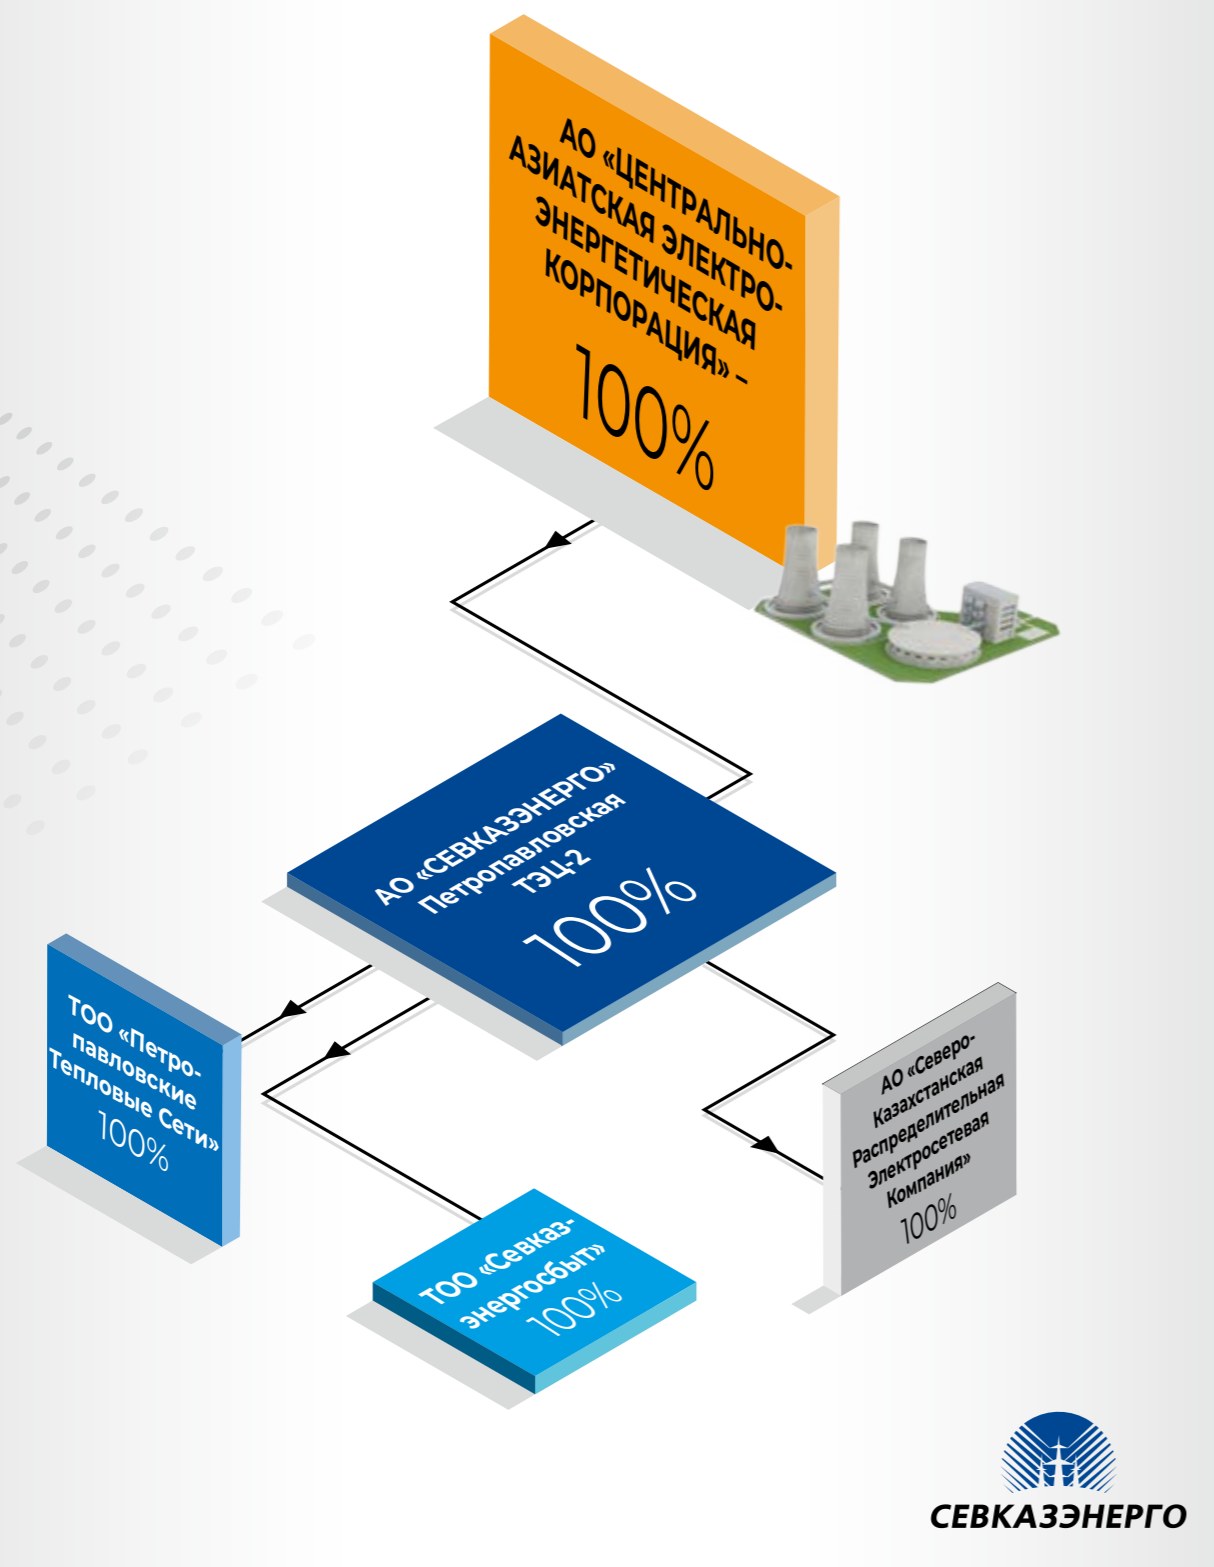 АО «ЦЕНТРАЛЬНО-
АЗИАТСКАЯ ЭЛЕКТРО-
ЭНЕРГЕТИЧЕСКАЯ
КОРПОРАЦИЯ» –
100%
АО «СЕВКАЗЭНЕРГО»
Петропавловская
ТЭЦ-2
100%
ТОО «Петро-
павловские
Тепловые Сети»
100%
АО «Северо-
Казахстанская
Распределительная
Электросетевая
Компания»
100%
ТОО «Севказ-
энергосбыт»
100%
СЕВКАЗЭНЕРГО